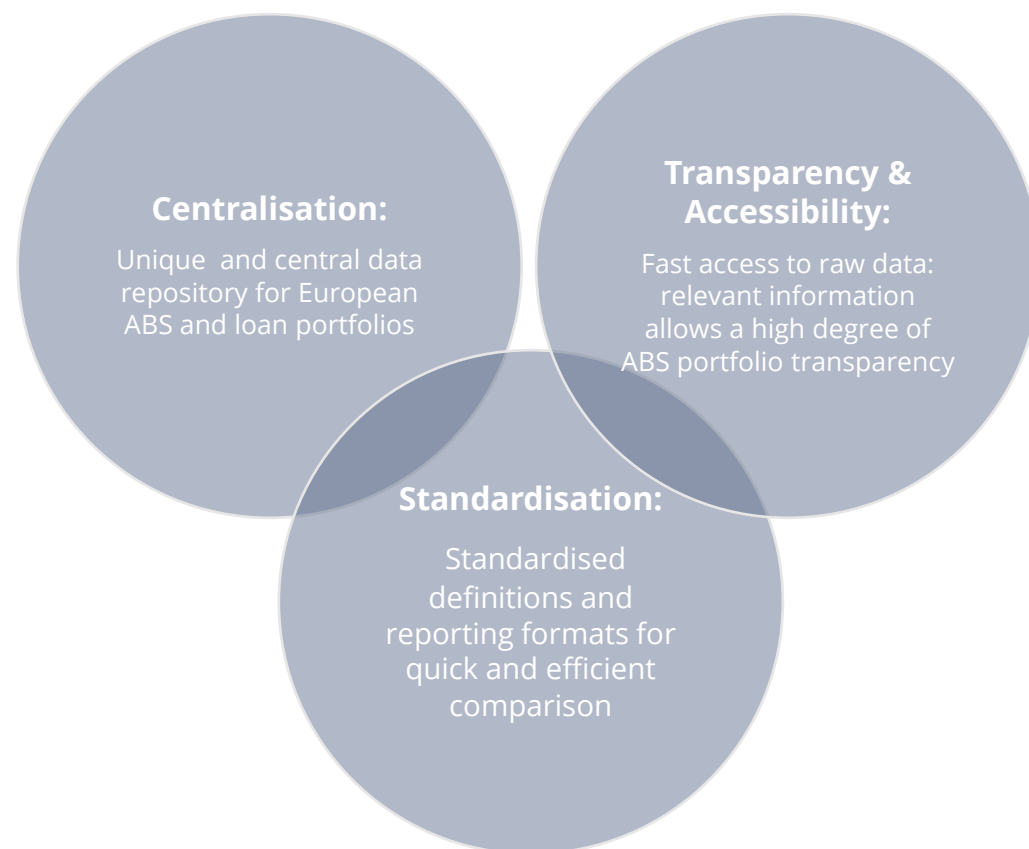 Centralisation:
Unique  and central data
repository for European
ABS and loan portfolios
Transparency &
Accessibility:
Fast access to raw data:
relevant information
allows a high degree of
ABS portfolio transparency
Standardisation:
Standardised
definitions and
reporting formats for
quick and efficient
comparison